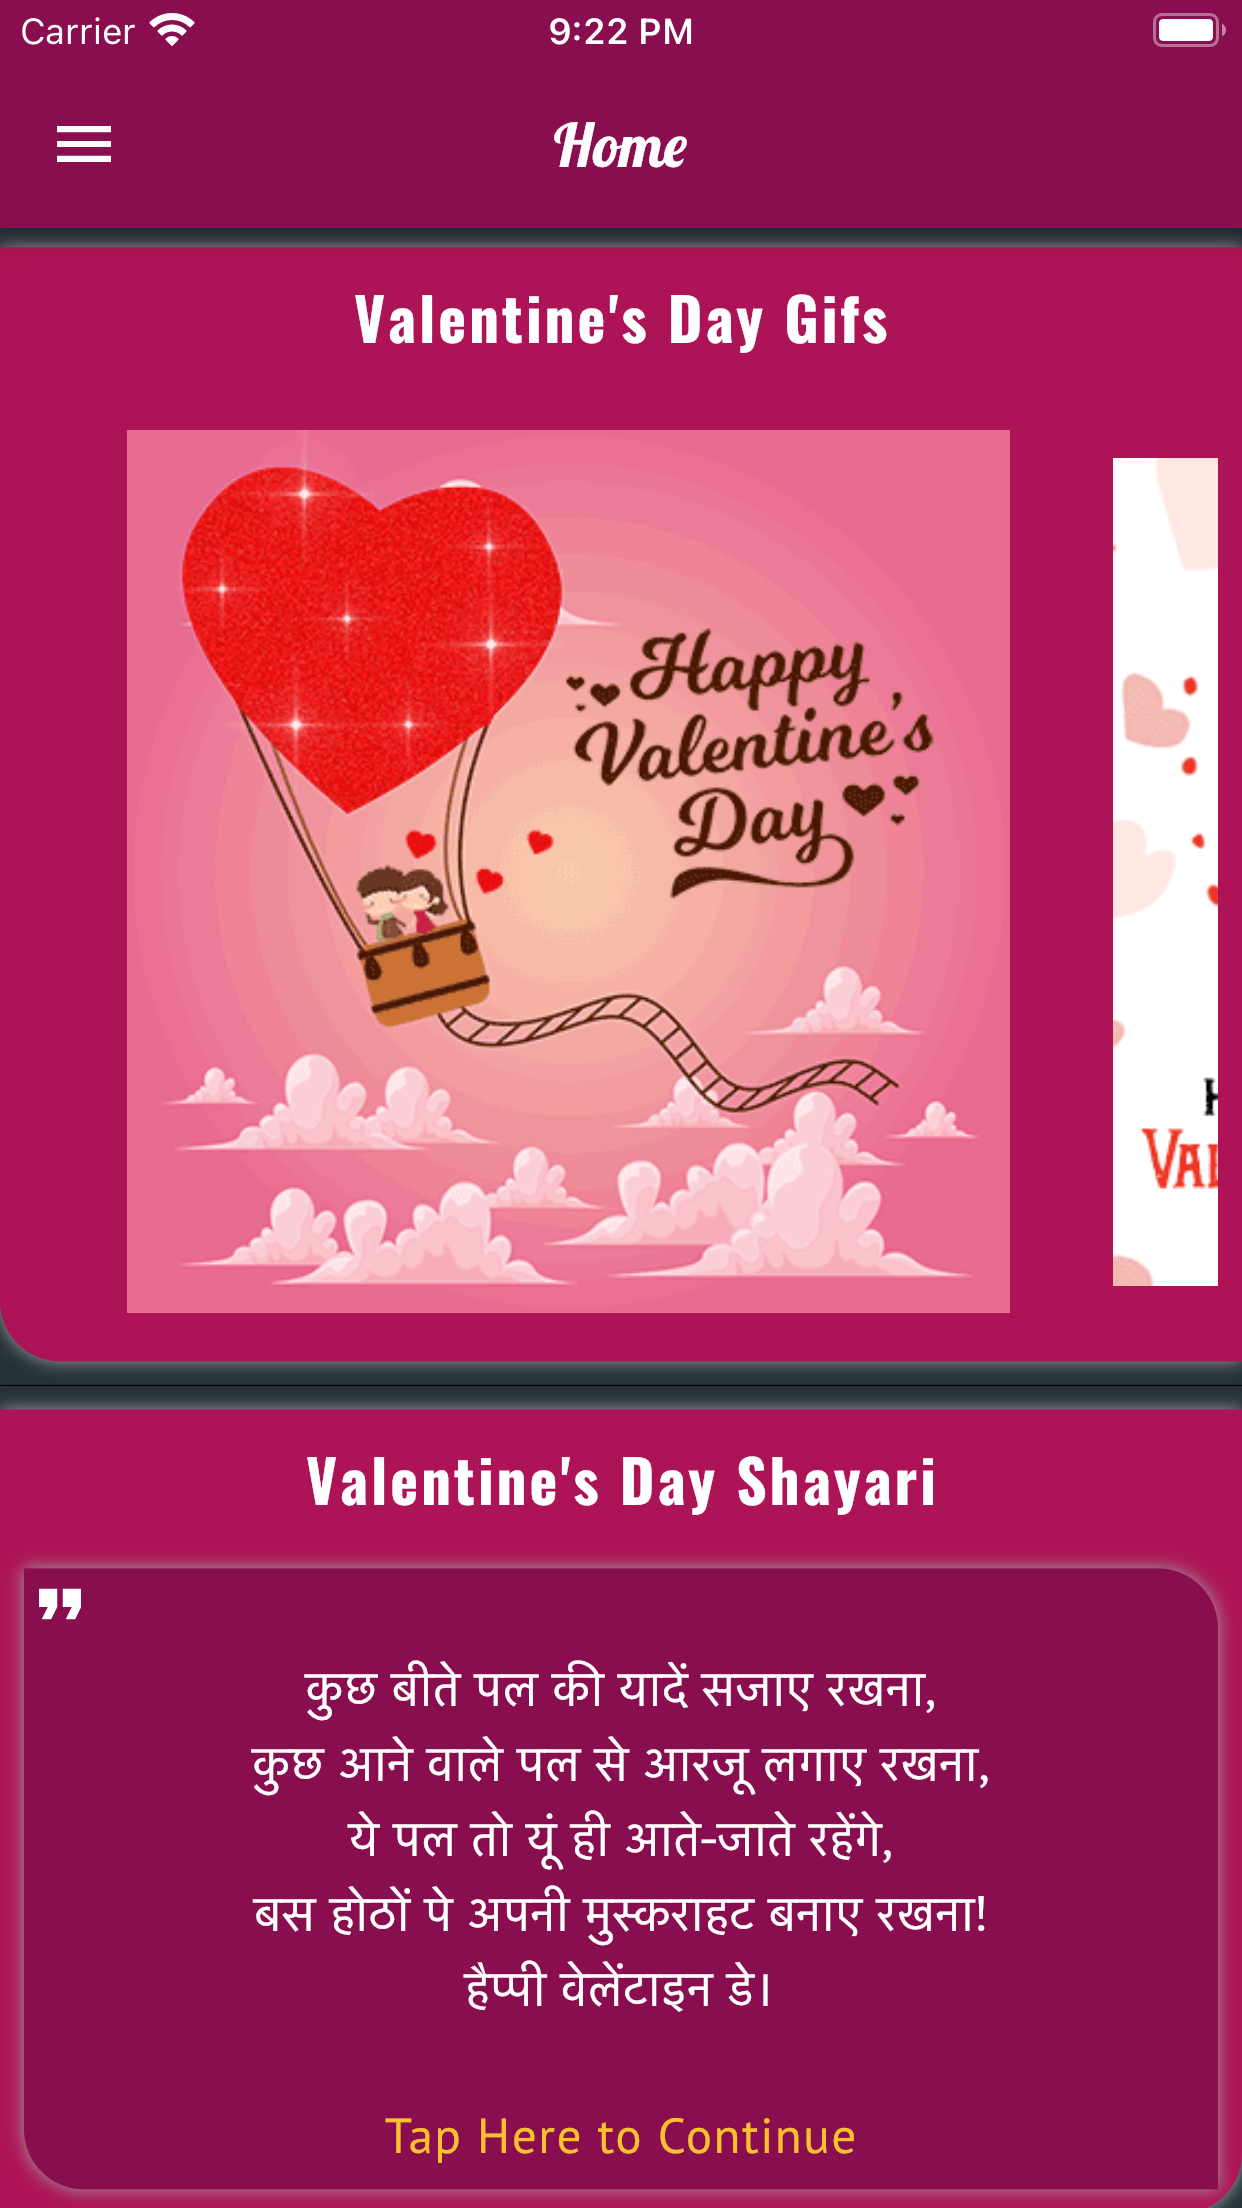 Carrier
9:22 PM
Home
Valentine's Day Gifs
Happy
Valentine's
Day
Valentine's Day Shayari
कुछ बीते पल की यादें सजाए रखना,
कुछ आने वाले पल से आरजू लगाए रखना,
ये पल तो यूं ही आते-जाते रहेंगे,
बस होठों पे अपनी मुस्कराहट बनाए रखना!
हैप्पी वेलेंटाइन डे।
Tap Here to Continue